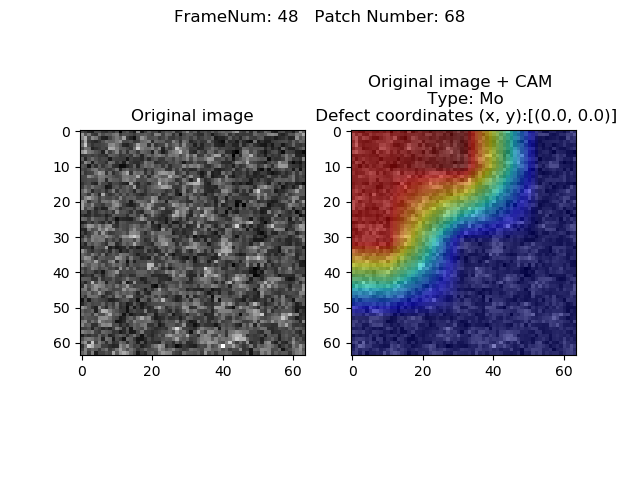 FrameNum: 48   Patch Number: 68
Original image
Original image + CAM
Type: Mo
Defect coordinates (x, y):[(0.0, 0.0)]
0
10
20
30
40
50
60
0 20 40 60
0
10
20
30
40
50
60
0 20 40 60